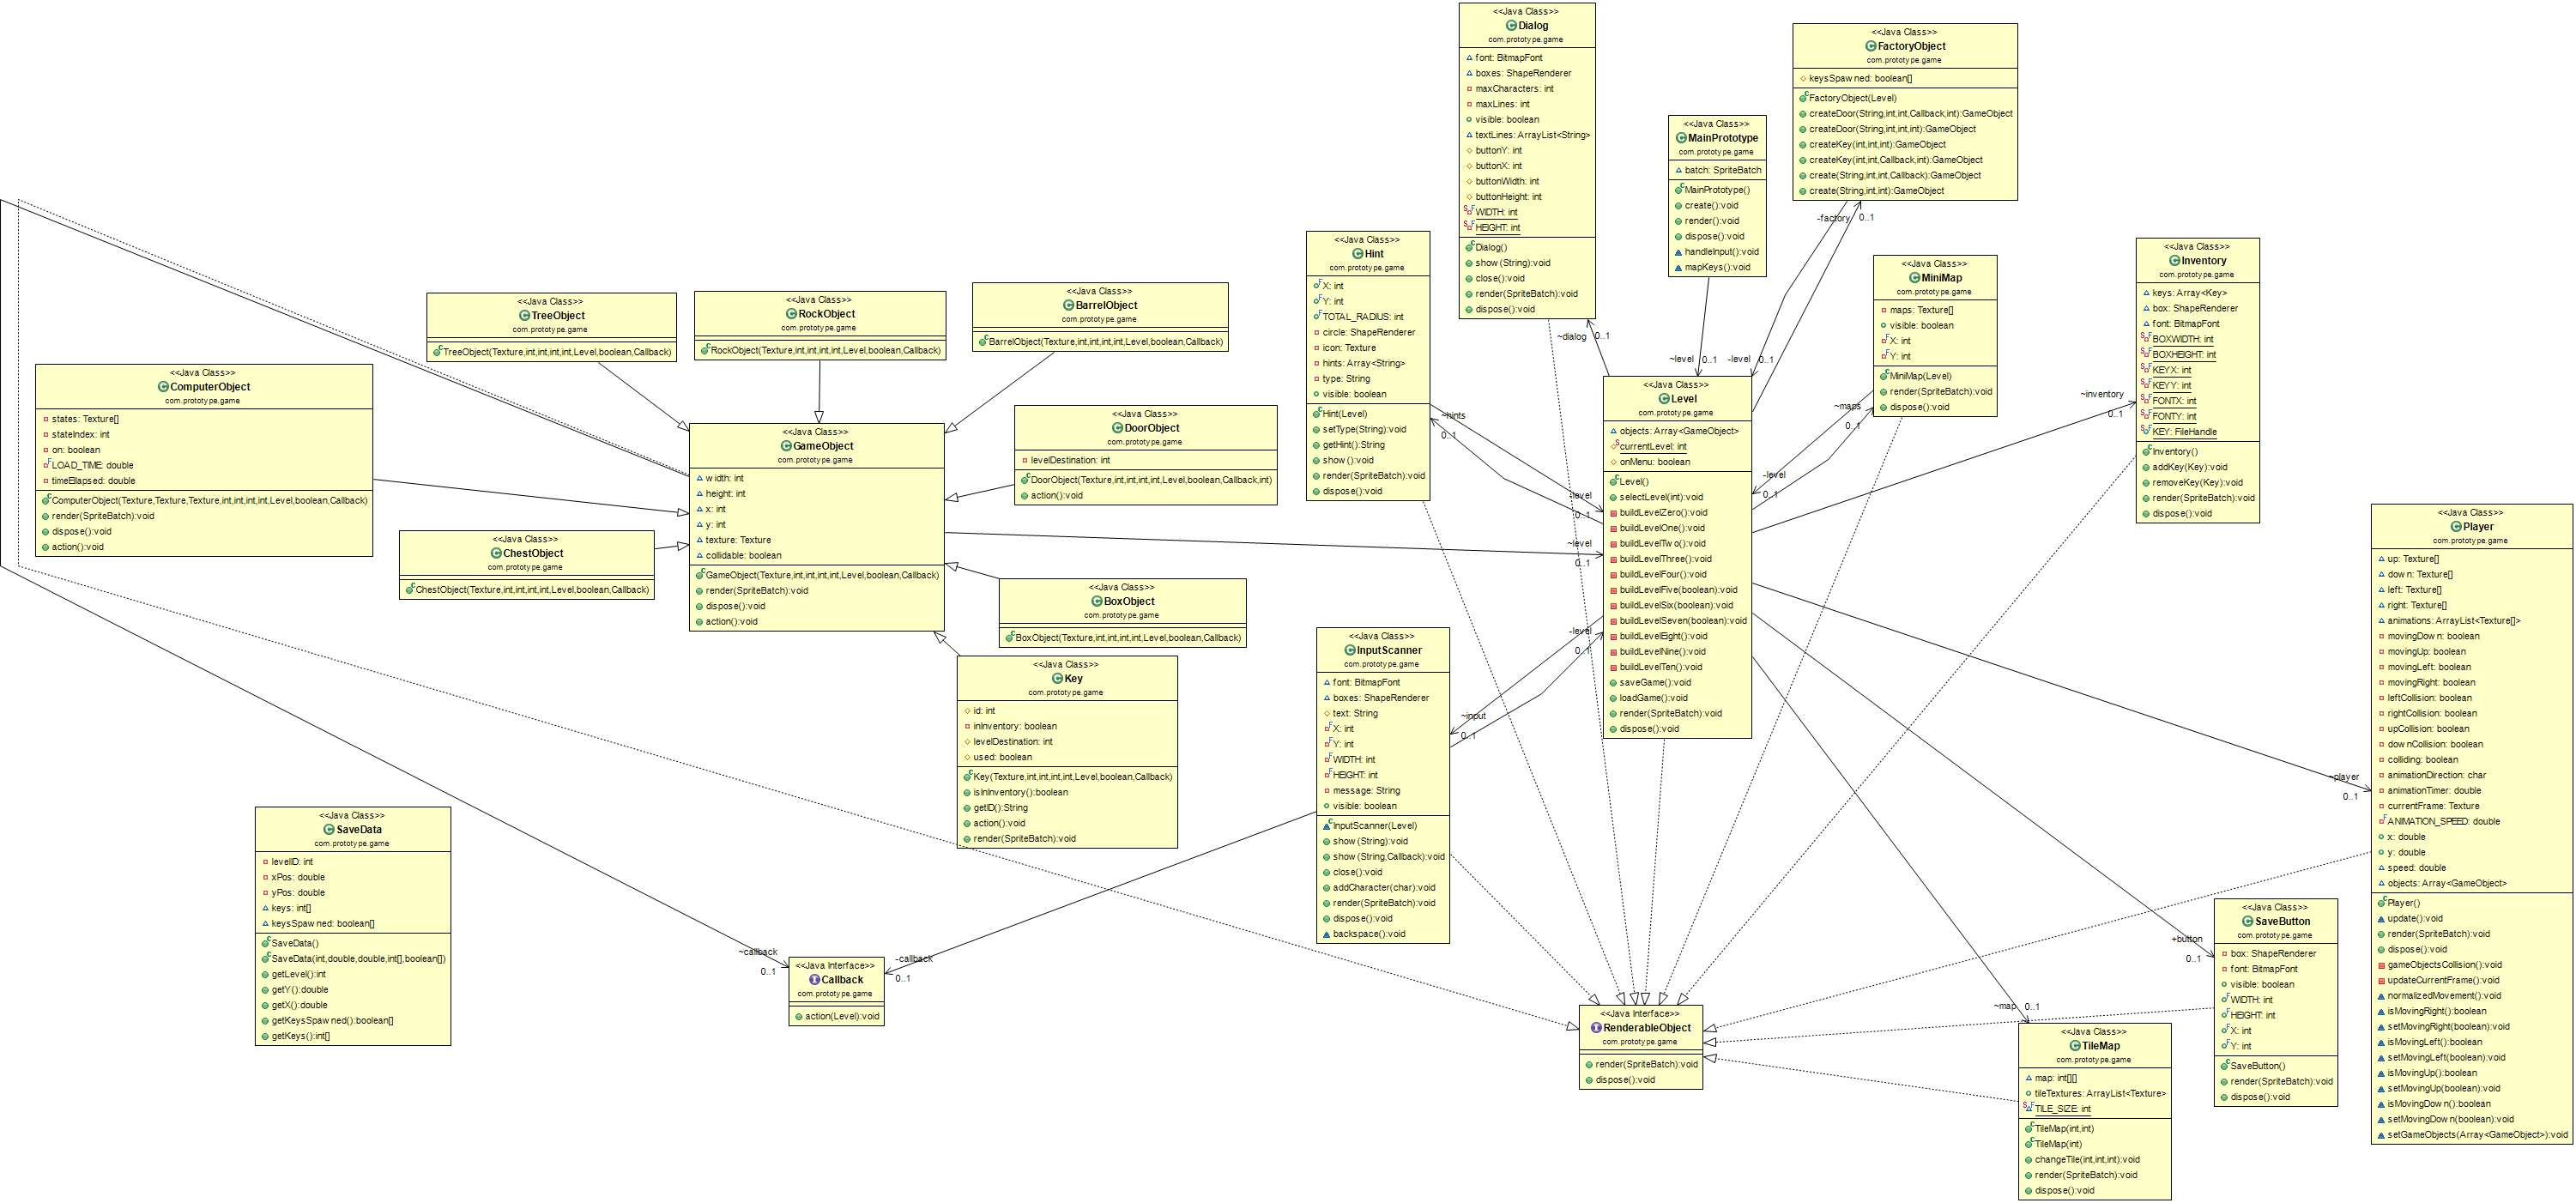 <<Java Class>>
Dialog
com.prototype.game
font: BitmapFont
boxes: ShapeRenderer
maxCharacters: int
maxLines: int
visible: boolean
textLines: ArrayList<String>
buttonY: int
buttonX: int
buttonWidth: int
buttonHeight: int
WIDTH: int
HEIGHT: int
Dialog()
show(String):void
close():void
render(SpriteBatch):void
dispose():void
<<Java Class>>
FactoryObject
com.prototype.game
keysSpawned: boolean[]
FactoryObject(Level)
createDoor(String,int,int,Callback,int):GameObject
createDoor(String,int,int,int):GameObject
createKey(int,int,int):GameObject
createKey(int,int,Callback,int):GameObject
create(String,int,int,Callback):GameObject
create(String,int,int):GameObject
<<Java Class>>
MainPrototype
com.prototype.game
batch: SpriteBatch
MainPrototype()
create():void
render():void
dispose():void
handleInput():void
mapKeys():void
<<Java Class>>
Hint
com.prototype.game
X: int
Y: int
TOTAL_RADIUS: int
circle: ShapeRenderer
icon: Texture
hints: Array<String>
type: String
visible: boolean
Hint(Level)
setType(String):void
getHint():String
show():void
render(SpriteBatch):void
dispose():void
<<Java Class>>
MiniMap
com.prototype.game
maps: Texture[]
visible: boolean
X: int
Y: int
MiniMap(Level)
render(SpriteBatch):void
dispose():void
<<Java Class>>
Inventory
com.prototype.game
keys: Array<Key>
box: ShapeRenderer
font: BitmapFont
BOXWIDTH: int
BOXHEIGHT: int
KEYX: int
KEYY: int
FONTX: int
FONTY: int
KEY: FileHandle
Inventory()
addKey(Key):void
removeKey(Key):void
render(SpriteBatch):void
dispose():void
<<Java Class>>
TreeObject
com.prototype.game
TreeObject(Texture,int,int,int,int,Level,boolean,Callback)
<<Java Class>>
RockObject
com.prototype.game
RockObject(Texture,int,int,int,int,Level,boolean,Callback)
<<Java Class>>
BarrelObject
com.prototype.game
BarrelObject(Texture,int,int,int,int,Level,boolean,Callback)
<<Java Class>>
ComputerObject
com.prototype.game
states: Texture[]
stateIndex: int
on: boolean
LOAD_TIME: double
timeElapsed: double
ComputerObject(Texture,Texture,Texture,int,int,int,int,Level,boolean,Callback)
render(SpriteBatch):void
dispose():void
action():void
<<Java Class>>
GameObject
com.prototype.game
width: int
height: int
x: int
y: int
texture: Texture
collidable: boolean
GameObject(Texture,int,int,int,int,Level,boolean,Callback)
render(SpriteBatch):void
dispose():void
action():void
<<Java Class>>
DoorObject
com.prototype.game
levelDestination: int
DoorObject(Texture,int,int,int,int,Level,boolean,Callback,int)
action():void
<<Java Class>>
ChestObject
com.prototype.game
ChestObject(Texture,int,int,int,int,Level,boolean,Callback)
<<Java Class>>
BoxObject
com.prototype.game
BoxObject(Texture,int,int,int,int,Level,boolean,Callback)
<<Java Class>>
Key
com.prototype.game
id: int
inInventory: boolean
levelDestination: int
used: boolean
Key(Texture,int,int,int,int,Level,boolean,Callback)
isInInventory():boolean
getID():String
action():void
render(SpriteBatch):void
<<Java Class>>
Level
com.prototype.game
objects: Array<GameObject>
currentLevel: int
onMenu: boolean
Level()
selectLevel(int):void
buildLevelZero():void
buildLevelOne():void
buildLevelTwo():void
buildLevelThree():void
buildLevelFour():void
buildLevelFive(boolean):void
buildLevelSix(boolean):void
buildLevelSeven(boolean):void
buildLevelEight():void
buildLevelNine():void
buildLevelTen():void
saveGame():void
loadGame():void
render(SpriteBatch):void
dispose():void
<<Java Class>>
InputScanner
com.prototype.game
font: BitmapFont
boxes: ShapeRenderer
text: String
X: int
Y: int
WIDTH: int
HEIGHT: int
message: String
visible: boolean
InputScanner(Level)
show(String):void
show(String,Callback):void
close():void
addCharacter(char):void
render(SpriteBatch):void
dispose():void
backspace():void
<<Java Class>>
Player
com.prototype.game
up: Texture[]
down: Texture[]
left: Texture[]
right: Texture[]
animations: ArrayList<Texture[]>
movingDown: boolean
movingUp: boolean
movingLeft: boolean
movingRight: boolean
leftCollision: boolean
rightCollision: boolean
upCollision: boolean
downCollision: boolean
colliding: boolean
animationDirection: char
animationTimer: double
currentFrame: Texture
ANIMATION_SPEED: double
x: double
y: double
speed: double
objects: Array<GameObject>
Player()
update():void
render(SpriteBatch):void
dispose():void
gameObjectsCollision():void
updateCurrentFrame():void
normalizedMovement():void
isMovingRight():boolean
setMovingRight(boolean):void
isMovingLeft():boolean
setMovingLeft(boolean):void
isMovingUp():boolean
setMovingUp(boolean):void
isMovingDown():boolean
setMovingDown(boolean):void
setGameObjects(Array<GameObject>):void
<<Java Class>>
SaveData
com.prototype.game
levelID: int
xPos: double
yPos: double
keys: int[]
keysSpawned: boolean[]
SaveData()
SaveData(int,double,double,int[],boolean[])
getLevel():int
getY():double
getX():double
getKeysSpawned():boolean[]
getKeys():int[]
<<Java Interface>>
Callback
com.prototype.game
action(Level):void
<<Java Interface>>
RenderableObject
com.prototype.game
render(SpriteBatch):void
dispose():void
<<Java Class>>
SaveButton
com.prototype.game
box: ShapeRenderer
font: BitmapFont
visible: boolean
WIDTH: int
HEIGHT: int
X: int
Y: int
SaveButton()
render(SpriteBatch):void
dispose():void
<<Java Class>>
TileMap
com.prototype.game
map: int[][]
tileTextures: ArrayList<Texture>
TILE_SIZE: int
TileMap(int,int)
TileMap(int)
changeTile(int,int,int):void
render(SpriteBatch):void
dispose():void
-factory 0..1
~dialog 0..1
~level 0..1
-level 0..1
~maps
0..1
-level
0..1
~inventory
0..1
~hints
0..1
-level
0..1
~level
0..1
-level
0..1
~input
0..1
~player
0..1
+button
0..1
~map 0..1
~callback
0..1
-callback
0..1